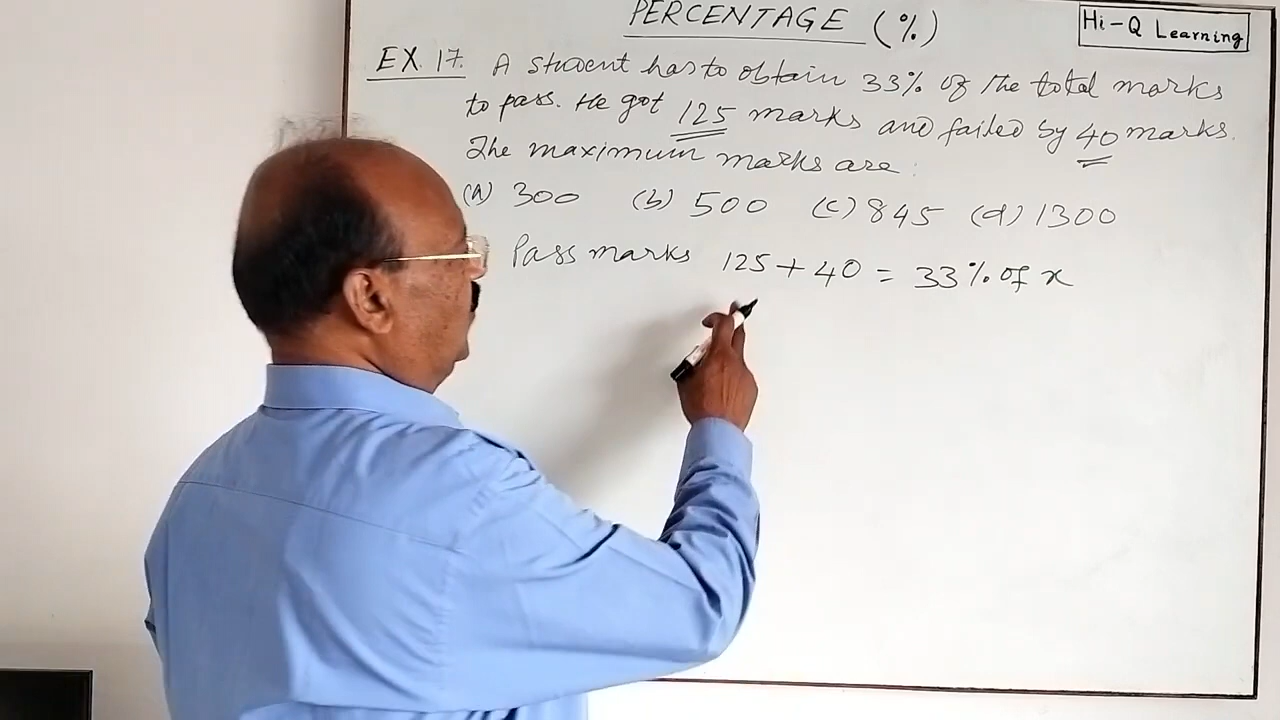 PERCENTAGE (%)
Hi-Q Learning
EX. 17. A student has to obtain 33% of the total marks
to pass. He got 125 marks and failed by 40 marks.
The maximum marks are:
(a) 300 (b) 500 (c) 845 (d) 1300
Pass marks 125 + 40 = 33% of x